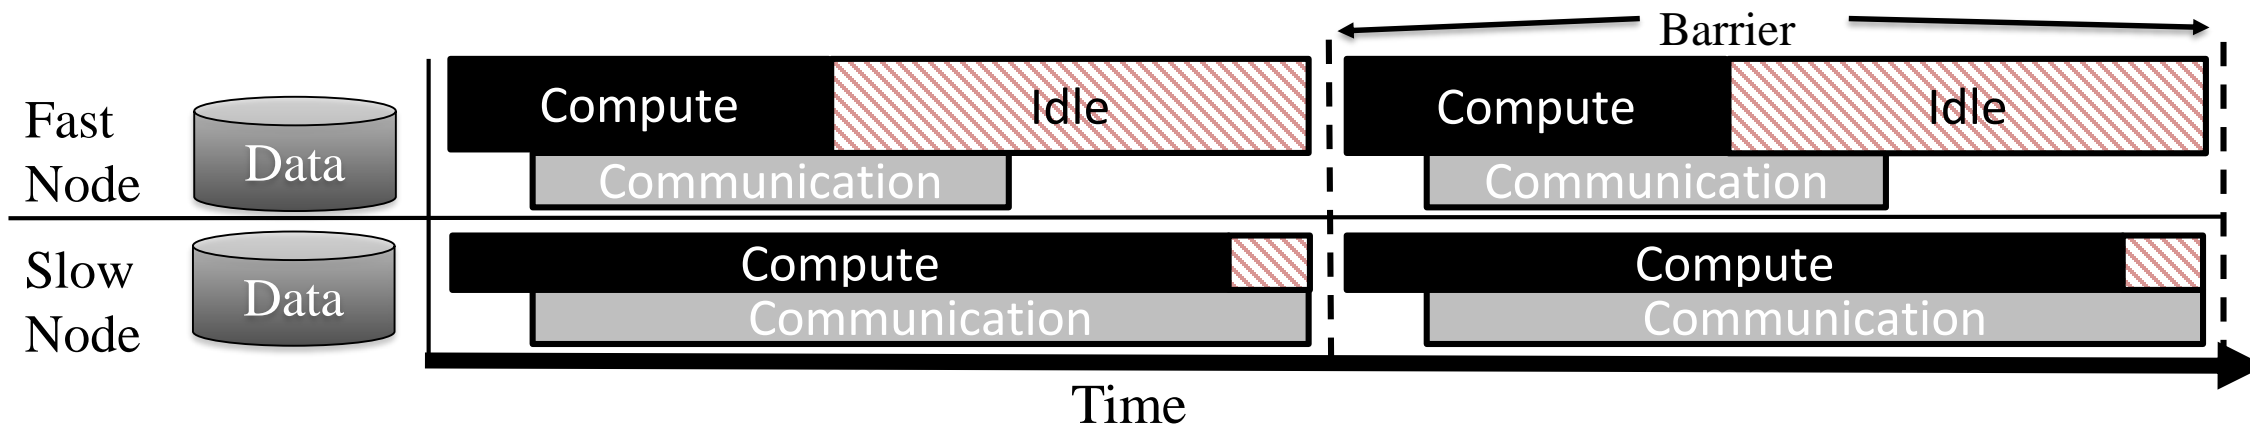 Barrier
Fast
Node
Data
Compute
Idle
Compute
Idle
Communication
Communication
Slow
Node
Data
Compute
Compute
Communication
Communication
Time